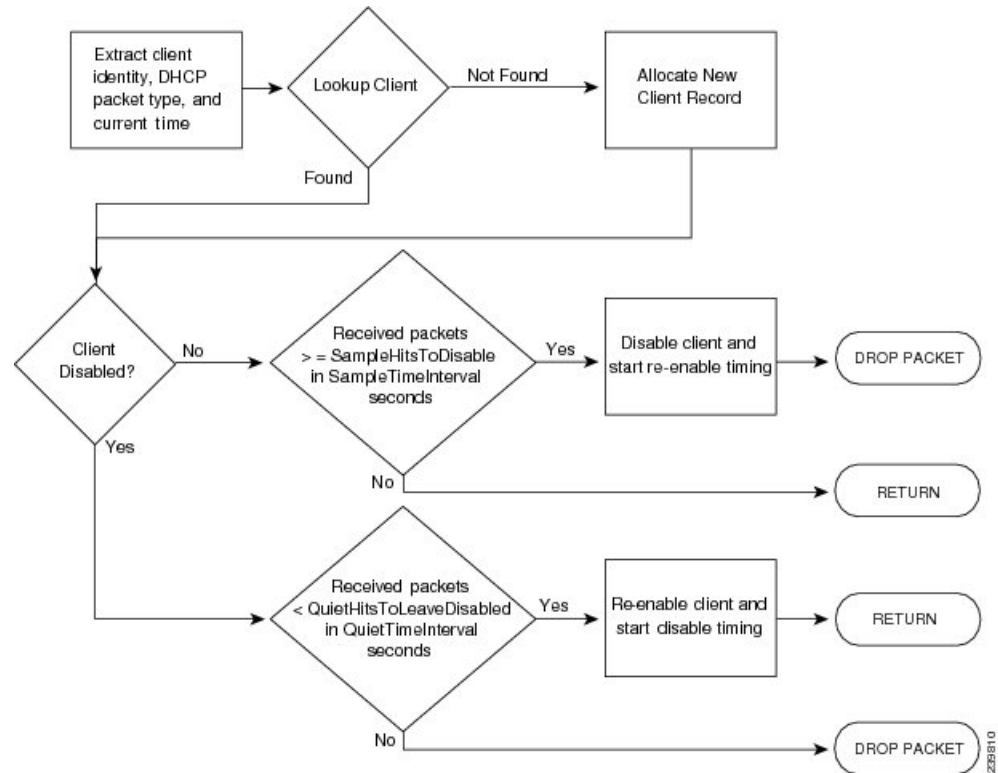 Extract client
identity, DHCP
packet type, and
current time
Lookup Client
Not Found
Allocate New
Client Record
Found
Client
Disabled?
No
Received packets
> = SampleHitsToDisable
in SampleTimeInterval
seconds
Yes
Disable client and
start re-enable timing
DROP PACKET
Yes
No
RETURN
Received packets
< QuietHitsToLeaveDisabled
in QuietTimeInterval
seconds
Yes
Re-enable client and
start disable timing
RETURN
No
DROP PACKET
239810